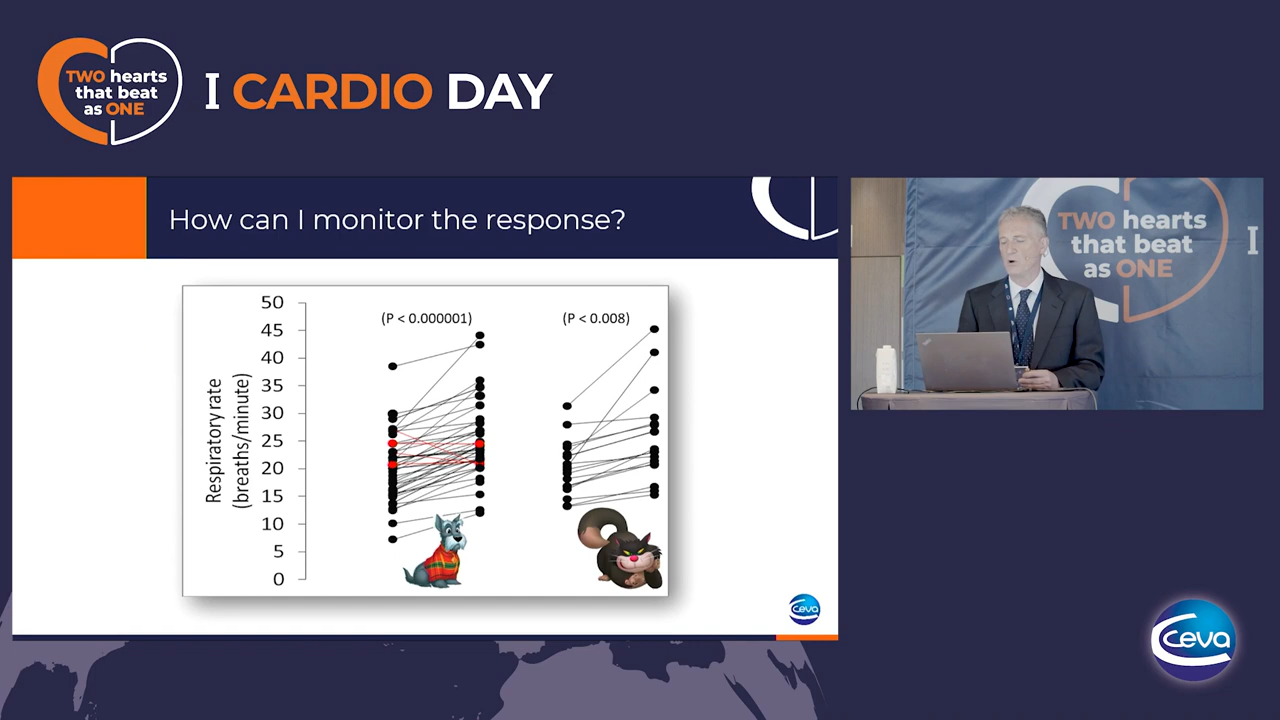 TWO hearts
that beat
as ONE
I CARDIO DAY
How can I monitor the response?
50
45
40
35
30
25
20
15
10
5
0
Respiratory rate
(breaths/minute)
(P < 0.000001)
(P < 0.008)
ceva
TWO hearts
that beat
as ONE
I
ceva